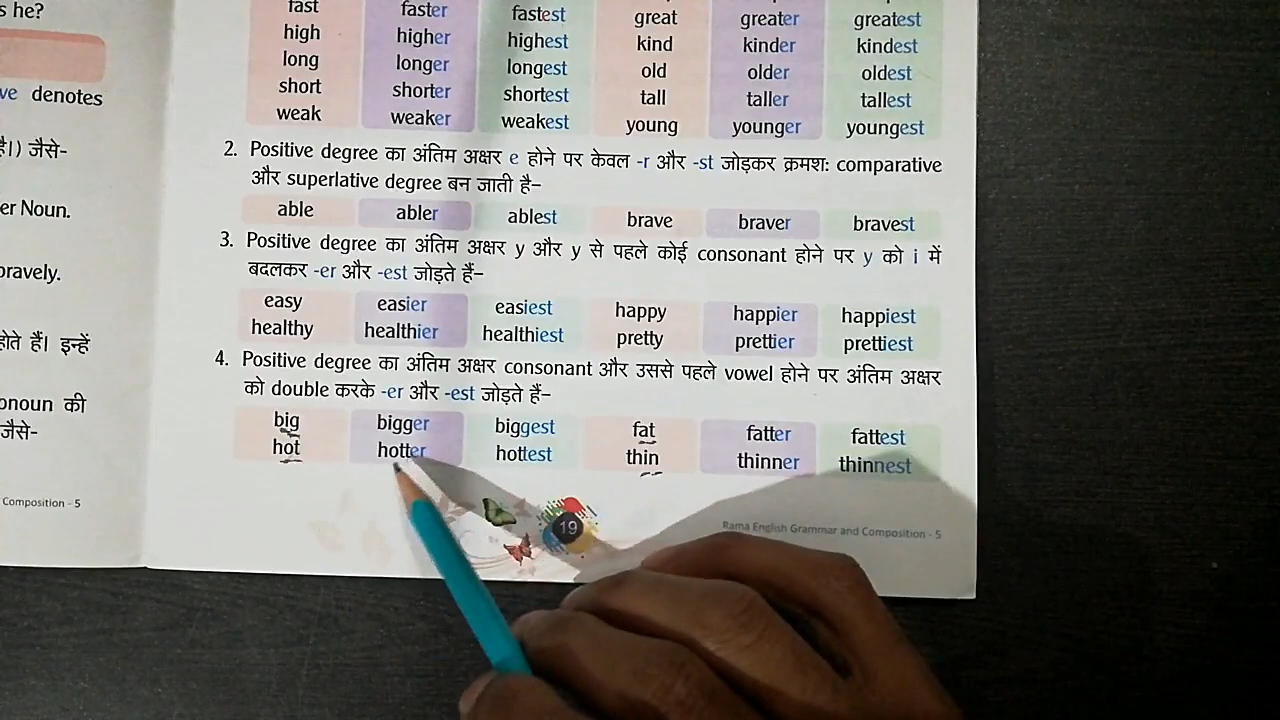 s he?
ve denotes
है।) जैसे-
er Noun.
bravely.
होते हैं। इन्हें
onoun की
जैसे-
Composition - 5
fast faster fastest great greater greatest
high higher highest kind kinder kindest
long longer longest old older oldest
short shorter shortest tall taller tallest
weak weaker weakest young younger youngest
2. Positive degree का अंतिम अक्षर e होने पर केवल -r और -st जोड़कर क्रमश: comparative
और superlative degree बन जाती है–
able abler ablest brave braver bravest
3. Positive degree का अंतिम अक्षर y और y से पहले कोई consonant होने पर y को i में
बदलकर -er और -est जोड़ते हैं–
easy easier easiest happy happier happiest
healthy healthier healthiest pretty prettier prettiest
4. Positive degree का अंतिम अक्षर consonant और उससे पहले vowel होने पर अंतिम अक्षर
को double करके -er और -est जोड़ते हैं–
big bigger biggest fat fatter fattest
hot hotter hottest thin thinner thinnest
19
Rama English Grammar and Composition - 5